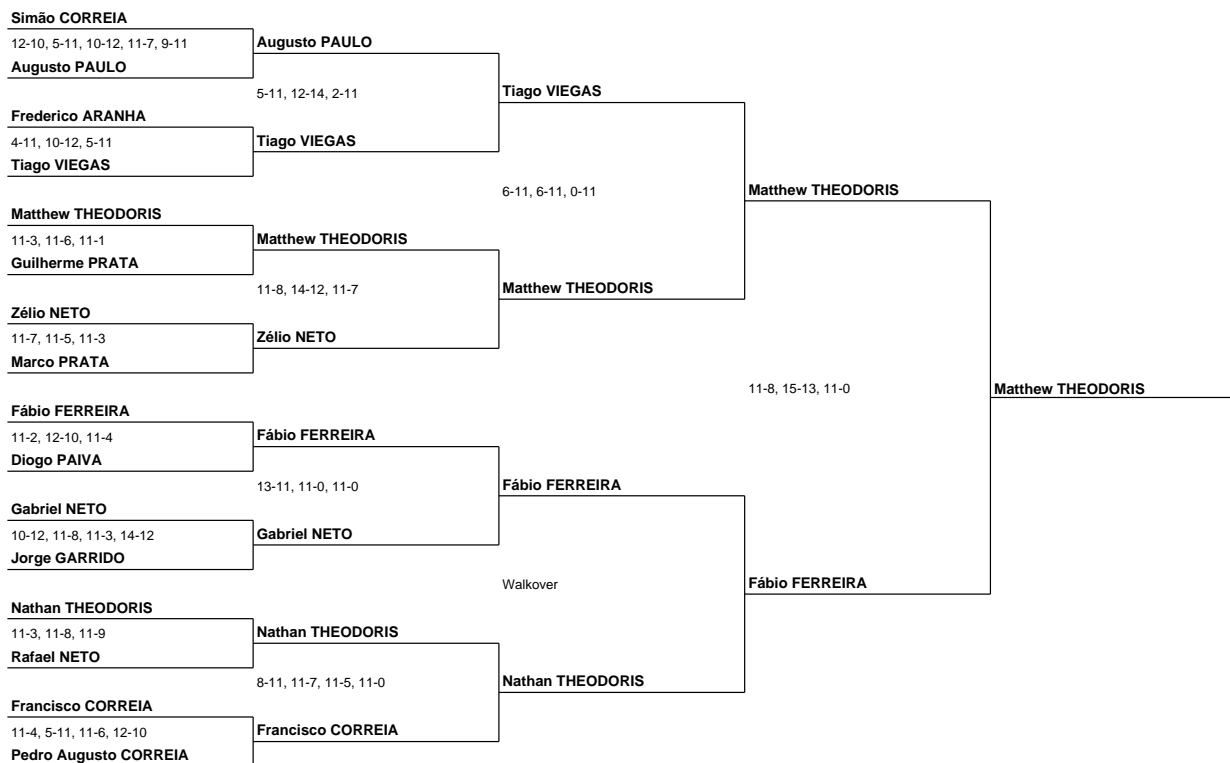 Simão CORREIA
12-10, 5-11, 10-12, 11-7, 9-11
Augusto PAULO
Augusto PAULO
5-11, 12-14, 2-11
Tiago VIEGAS
Frederico ARANHA
4-11, 10-12, 5-11
Tiago VIEGAS
Tiago VIEGAS
6-11, 6-11, 0-11
Matthew THEODORIS
Matthew THEODORIS
11-3, 11-6, 11-1
Guilherme PRATA
Matthew THEODORIS
11-8, 14-12, 11-7
Matthew THEODORIS
Zélio NETO
11-7, 11-5, 11-3
Marco PRATA
Zélio NETO
11-8, 15-13, 11-0
Matthew THEODORIS
Fábio FERREIRA
11-2, 12-10, 11-4
Diogo PAIVA
Fábio FERREIRA
13-11, 11-0, 11-0
Fábio FERREIRA
Gabriel NETO
10-12, 11-8, 11-3, 14-12
Jorge GARRIDO
Gabriel NETO
Walkover
Fábio FERREIRA
Nathan THEODORIS
11-3, 11-8, 11-9
Rafael NETO
Nathan THEODORIS
8-11, 11-7, 11-5, 11-0
Nathan THEODORIS
Francisco CORREIA
11-4, 5-11, 11-6, 12-10
Pedro Augusto CORREIA
Francisco CORREIA